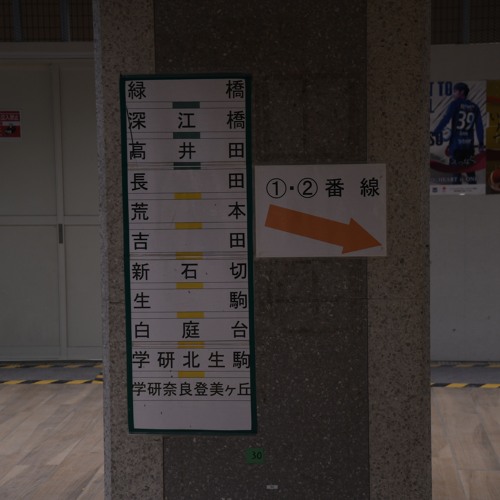 緑橋
深江橋
高井田
長田
荒本
吉田
新石切
生駒
白庭台
学研北生駒
学研奈良登美ヶ丘
①・②番線
39
30